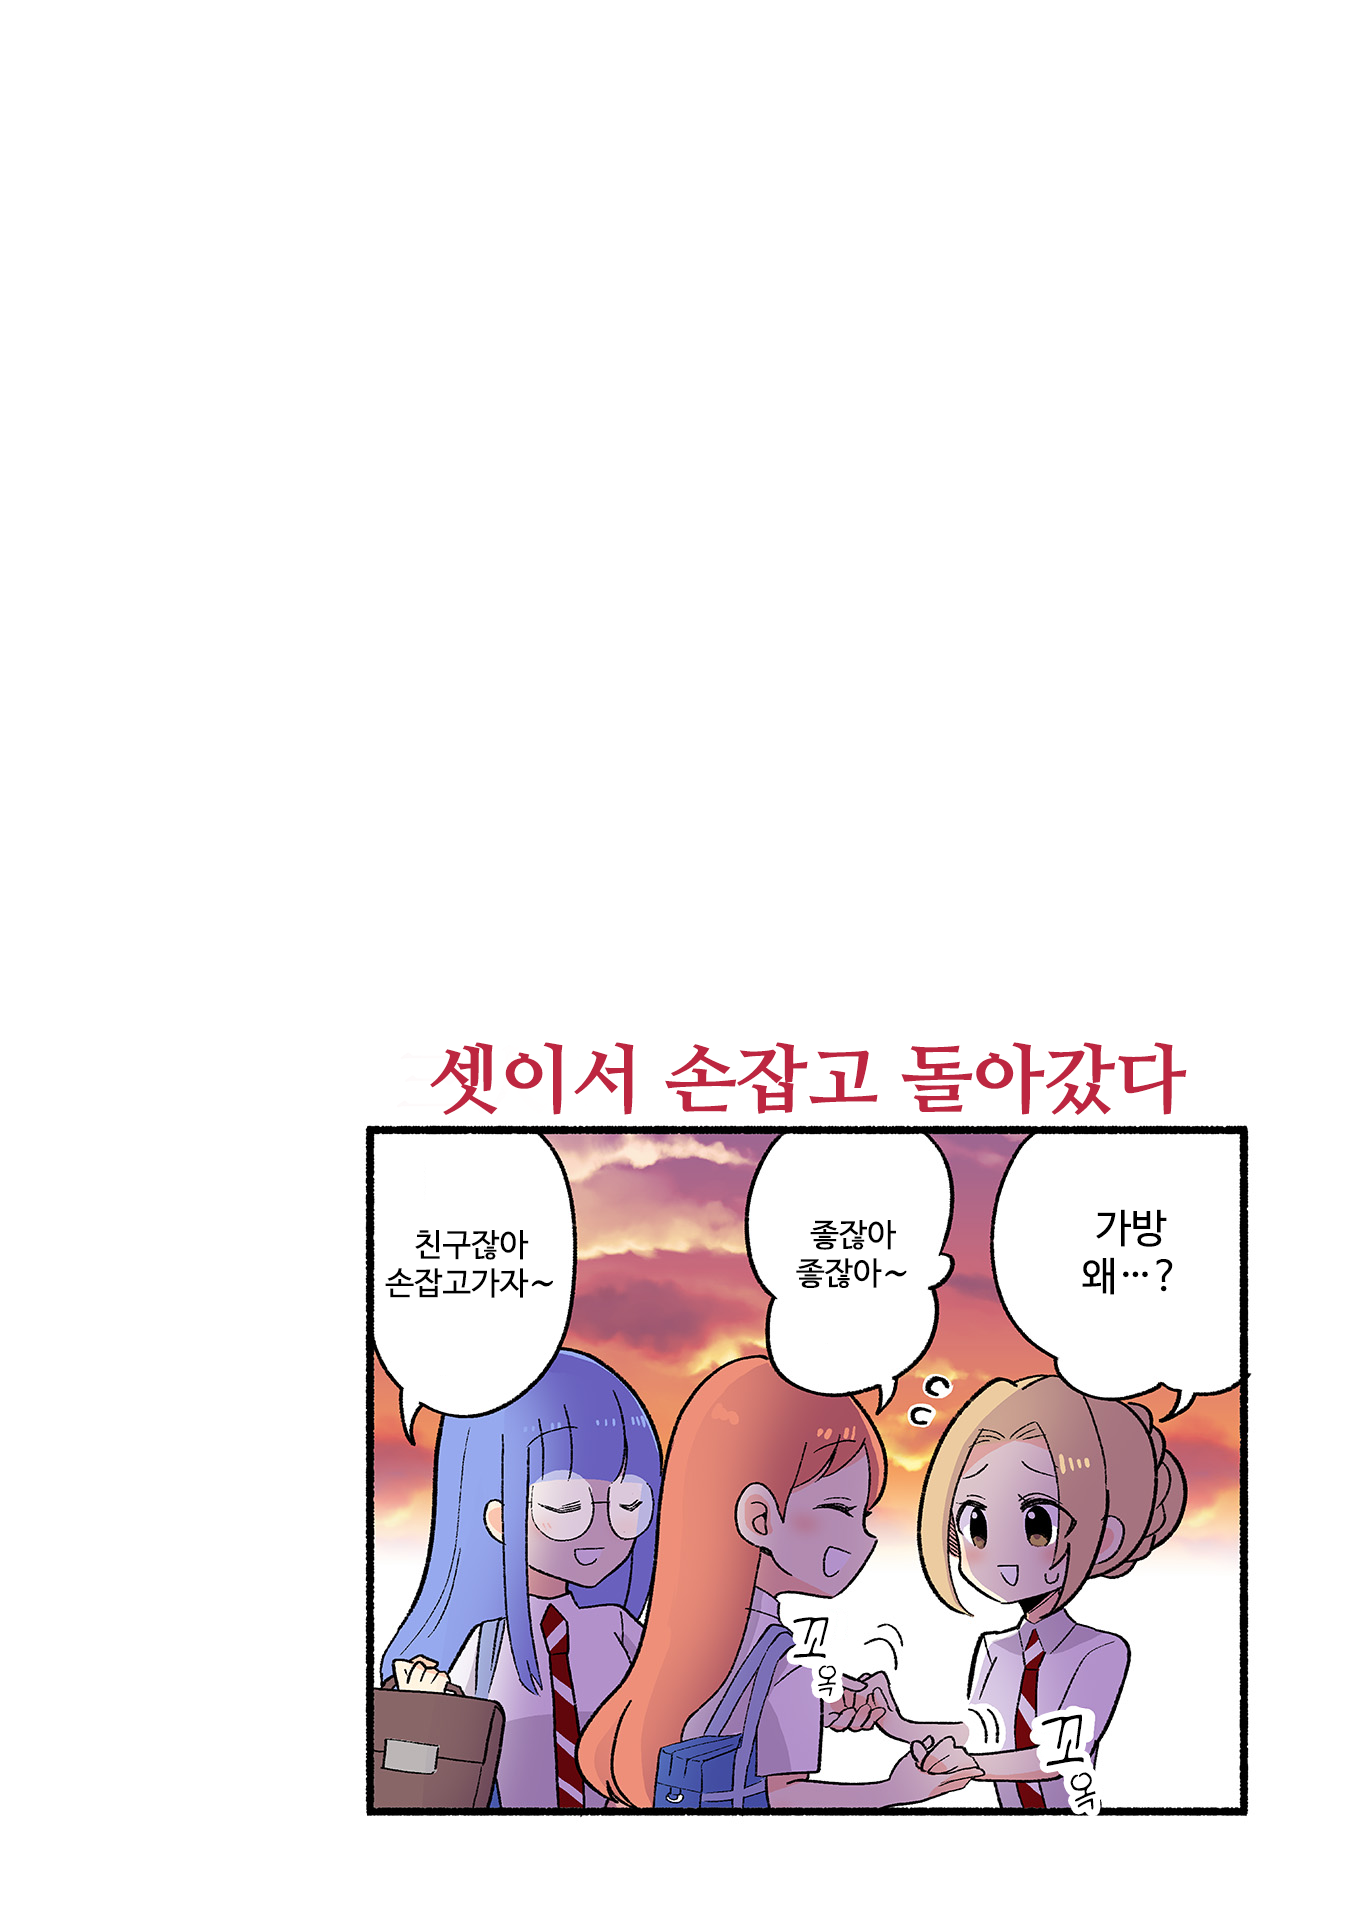 셋이서 손잡고 돌아갔다
가방
왜…?
좋잖아
좋잖아~
친구잖아
손잡고가자~
꼬
옥
꼬
옥